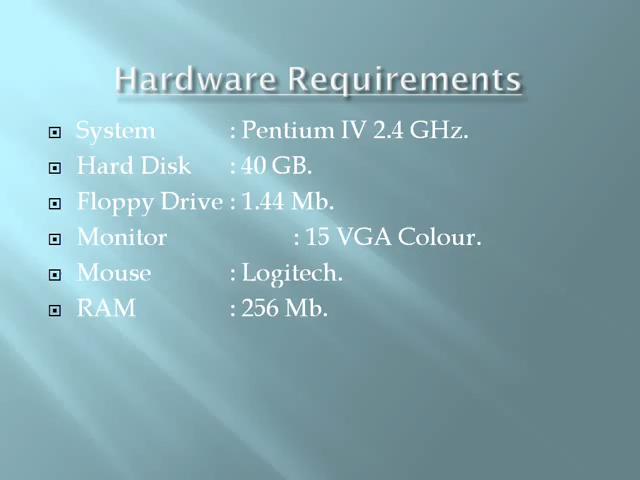 Hardware Requirements
System : Pentium IV 2.4 GHz.
Hard Disk : 40 GB.
Floppy Drive : 1.44 Mb.
Monitor : 15 VGA Colour.
Mouse : Logitech.
RAM : 256 Mb.